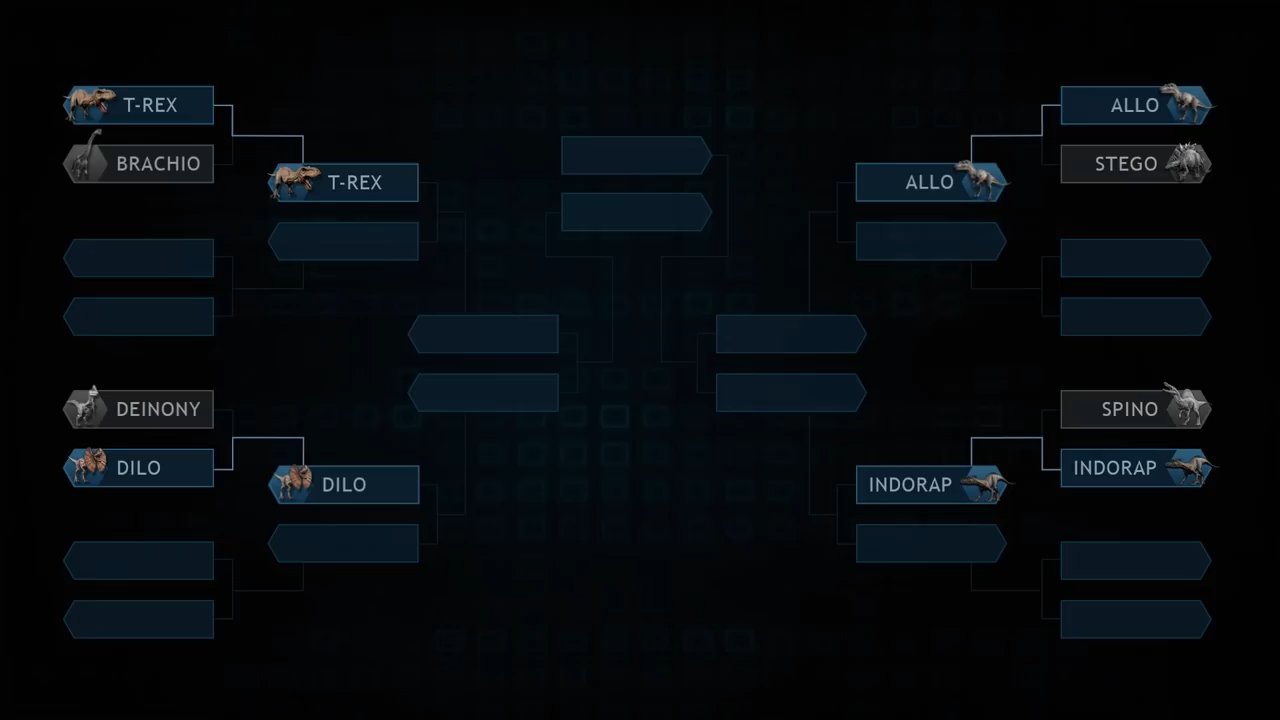 T-REX
BRACHIO
T-REX
DEINONY
DILO
DILO
ALLO
STEGO
ALLO
SPINO
INDORAP
INDORAP